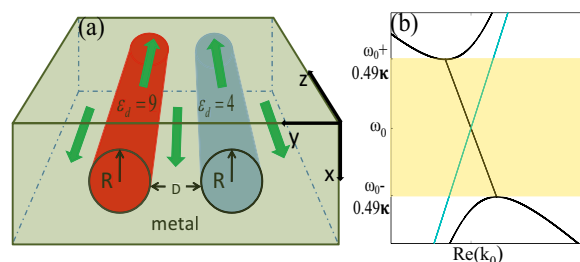 (a)
z
ε_d = 9
ε_d = 4
y
x
R
D
R
metal
(b)
ω₀+
0.49κ
ω₀
ω₀-
0.49κ
Re(k₀)